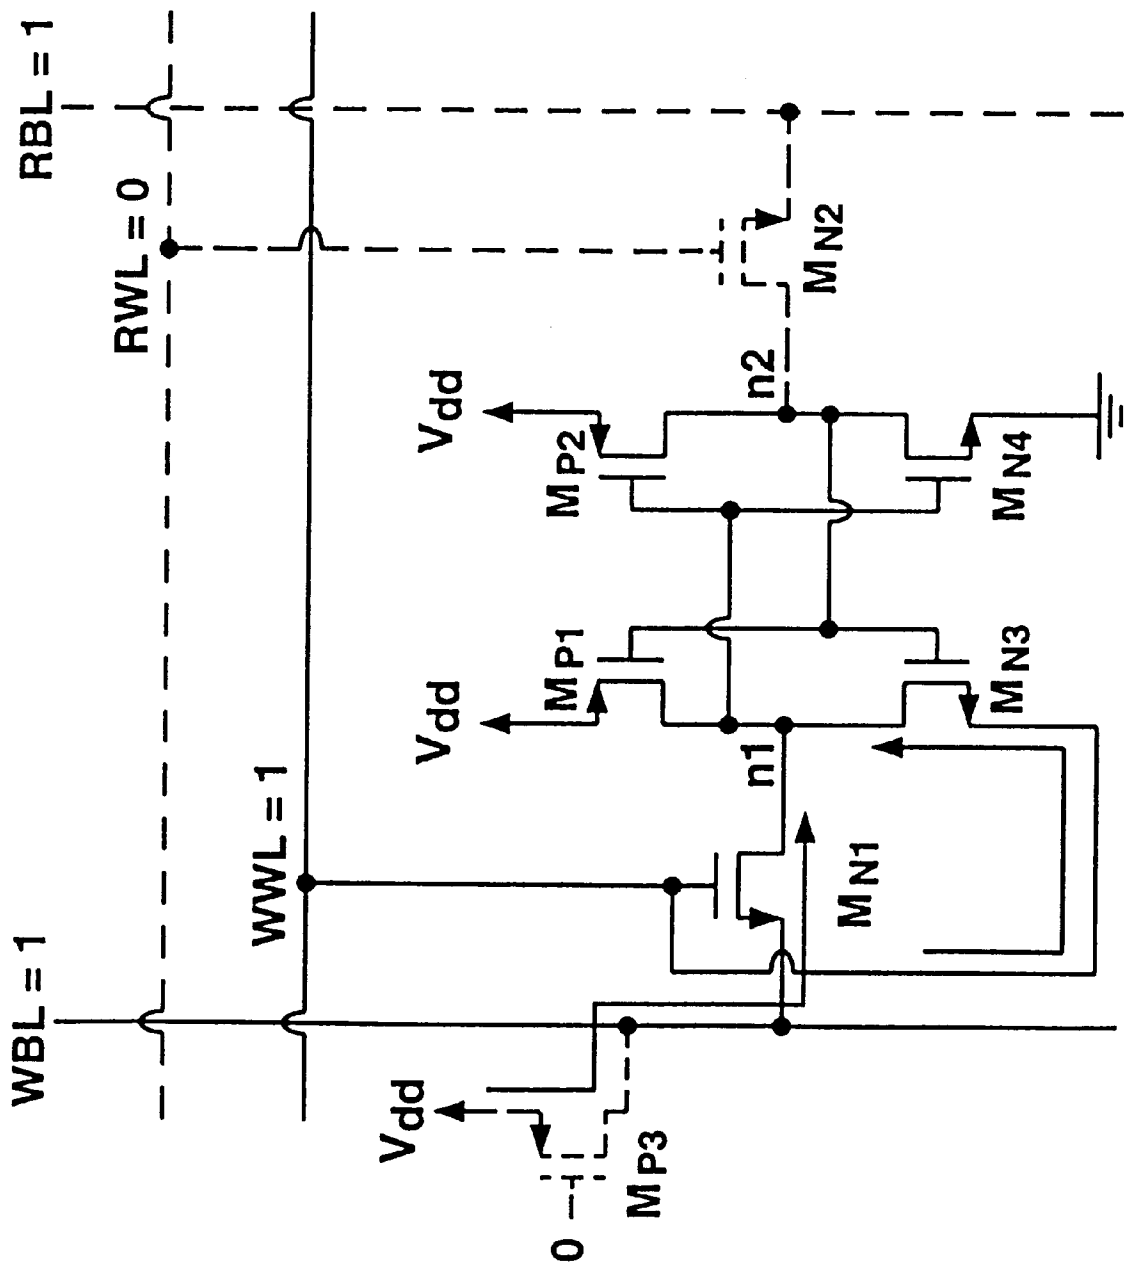 WBL = 1
WWL = 1
RWL = 0
RBL = 1
Vdd
Vdd
Vdd
0
MP3
MP1
MP2
n1
n2
MN1
MN2
MN3
MN4